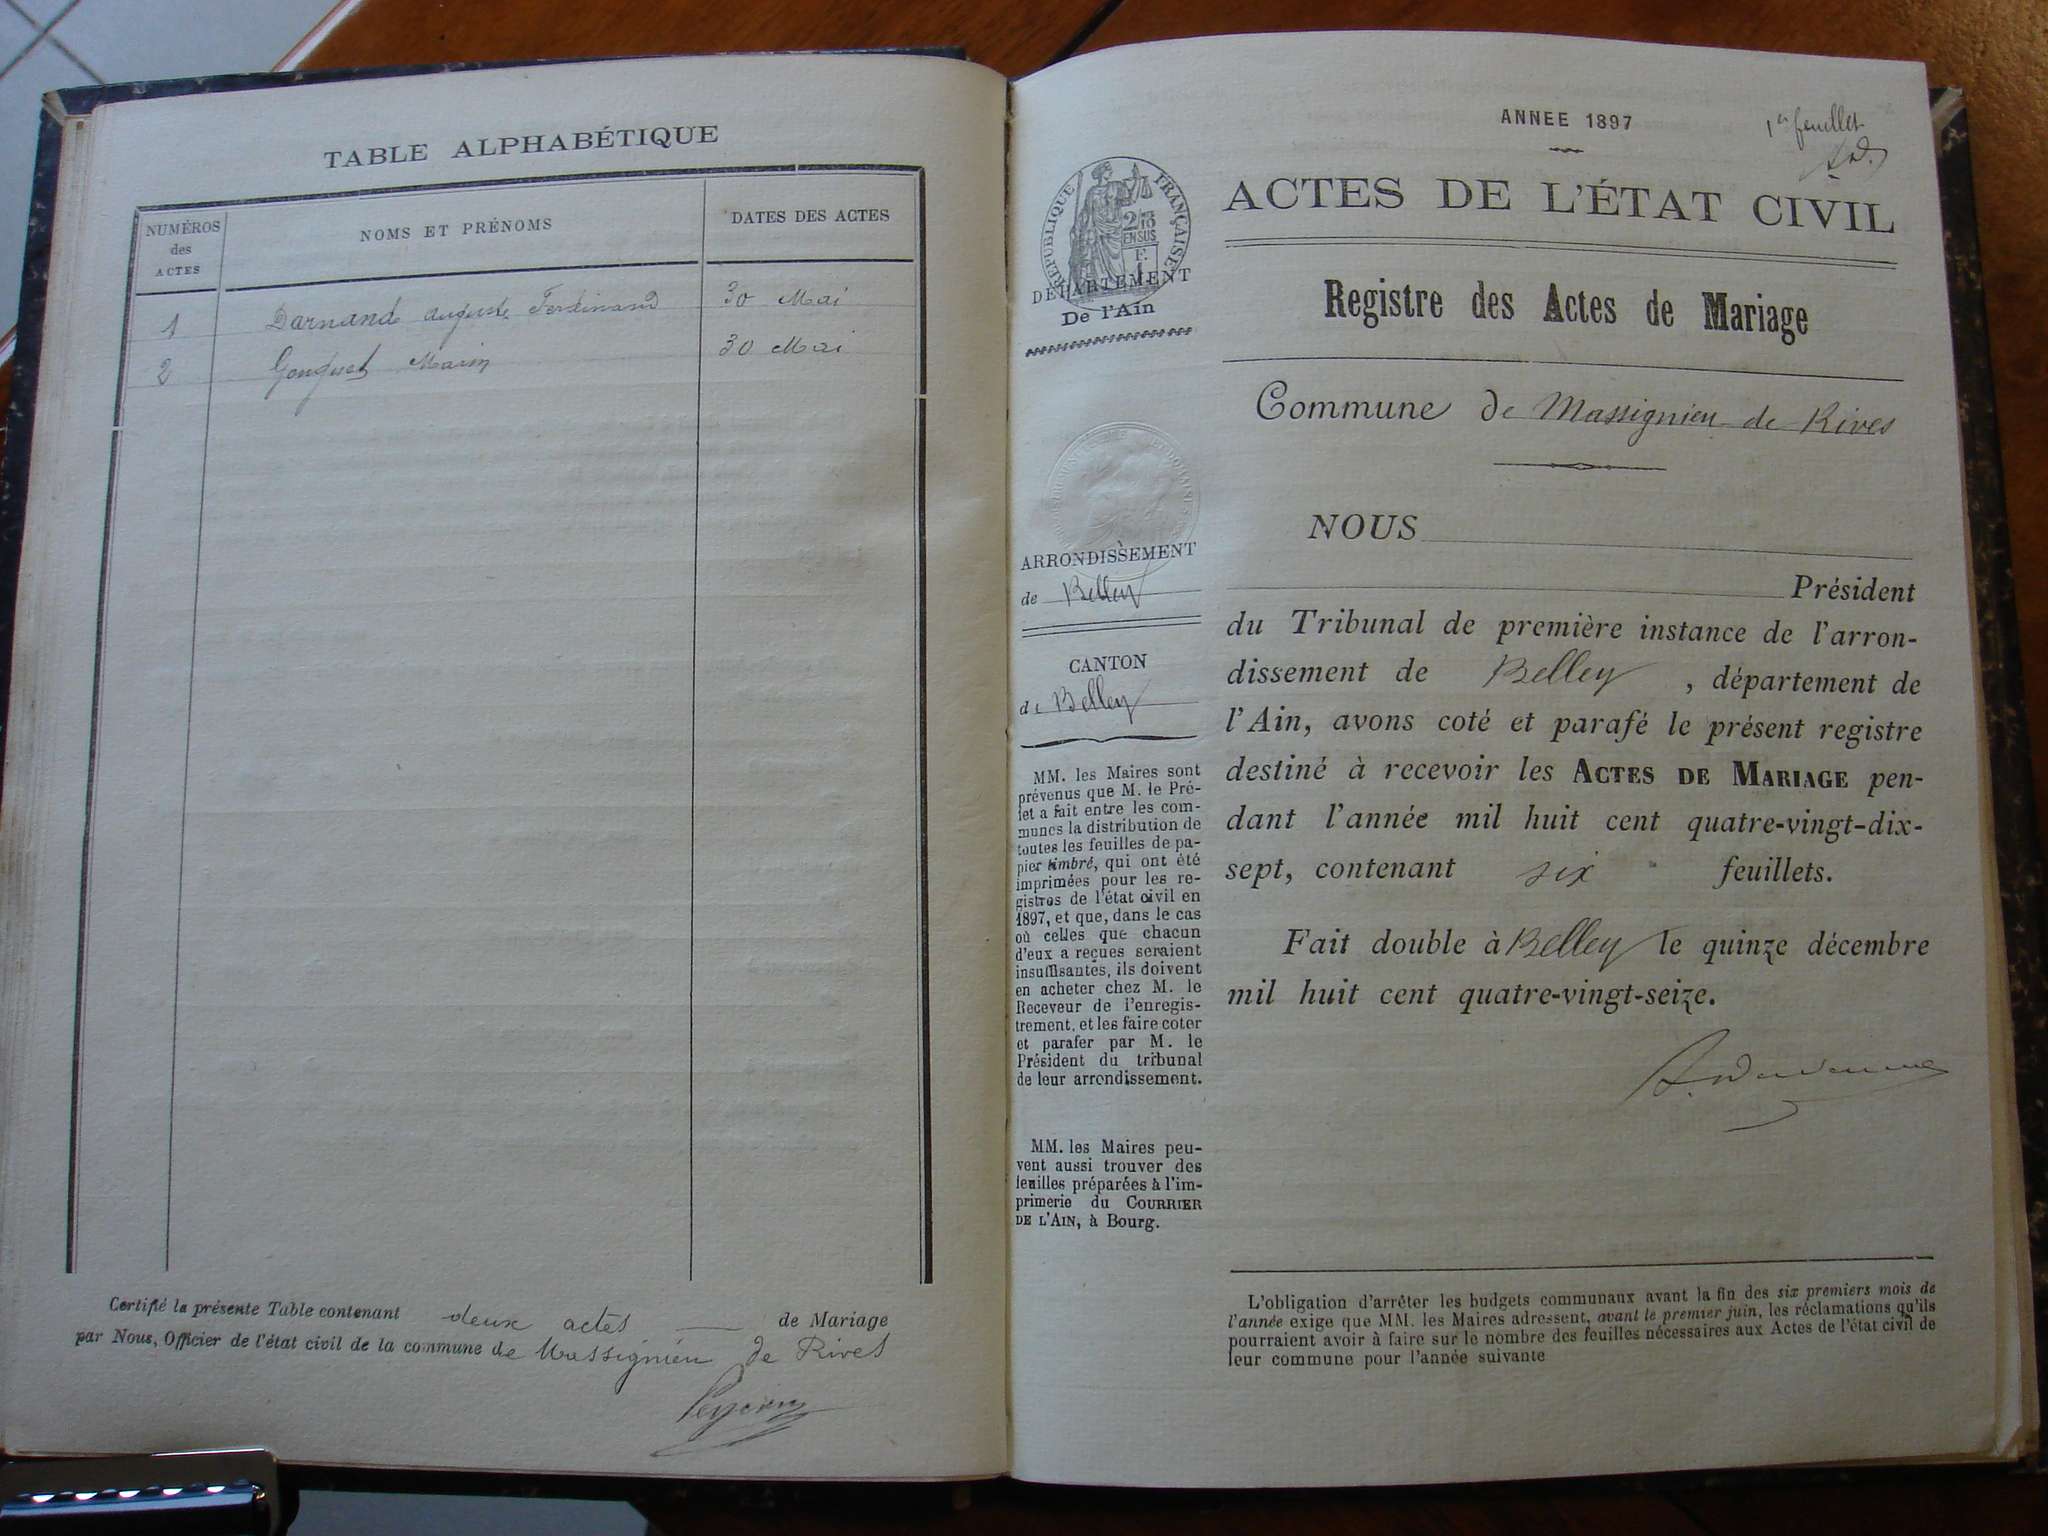 TABLE ALPHABÉTIQUE
NUMÉROS
des
ACTES
NOMS ET PRÉNOMS
DATES DES ACTES
1 Darnand Auguste Ferdinand 30 Mai
2 Gouguet Marin 30 Mai
Certifié la présente Table contenant deux actes de Mariage
par Nous, Officier de l'état civil de la commune de Massignieu de Rives
ANNEE 1897
1er feuillet
RÉPUBLIQUE FRANÇAISE
2/10 EN SUS
DÉPARTEMENT
De l'Ain
ARRONDISSEMENT
de Belley
CANTON
de Belley
MM. les Maires sont
prévenus que M. le Pré-
fet a fait entre les com-
munes la distribution de
toutes les feuilles de pa-
pier timbré, qui ont été
imprimées pour les re-
gistres de l'état civil en
1897, et que, dans le cas
où celles que chacun
d'eux a reçues seraient
insuffisantes, ils doivent
en acheter chez M. le
Receveur de l'enregis-
trement, et les faire coter
et parafer par M. le
Président du tribunal
de leur arrondissement.
MM. les Maires peu-
vent aussi trouver des
feuilles préparées à l'im-
primerie du COURRIER
DE L'AIN, à Bourg.
ACTES DE L'ÉTAT CIVIL
Registre des Actes de Mariage
Commune de Massignieu de Rives
NOUS
Président
du Tribunal de première instance de l'arron-
dissement de Belley, département de
l'Ain, avons coté et parafé le présent registre
destiné à recevoir les ACTES DE MARIAGE pen-
dant l'année mil huit cent quatre-vingt-dix-
sept, contenant six feuillets.
Fait double à Belley le quinze décembre
mil huit cent quatre-vingt-seize.
L'obligation d'arrêter les budgets communaux avant la fin des six premiers mois de
l'année exige que MM. les Maires adressent, avant le premier juin, les réclamations qu'ils
pourraient avoir à faire sur le nombre des feuilles nécessaires aux Actes de l'état civil de
leur commune pour l'année suivante